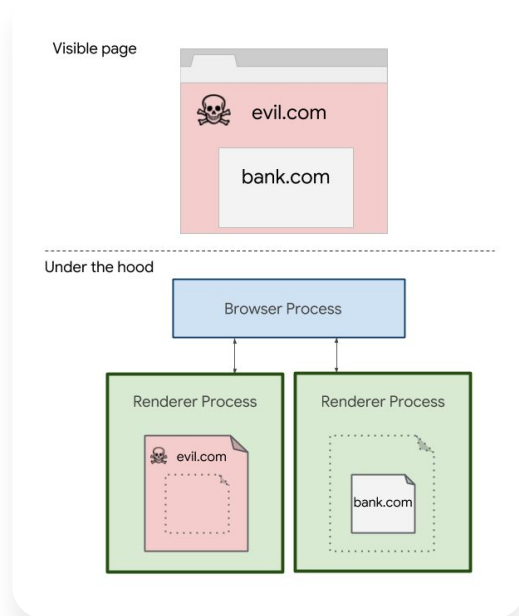 Visible page
evil.com
bank.com
Under the hood
Browser Process
Renderer Process
Renderer Process
evil.com
bank.com